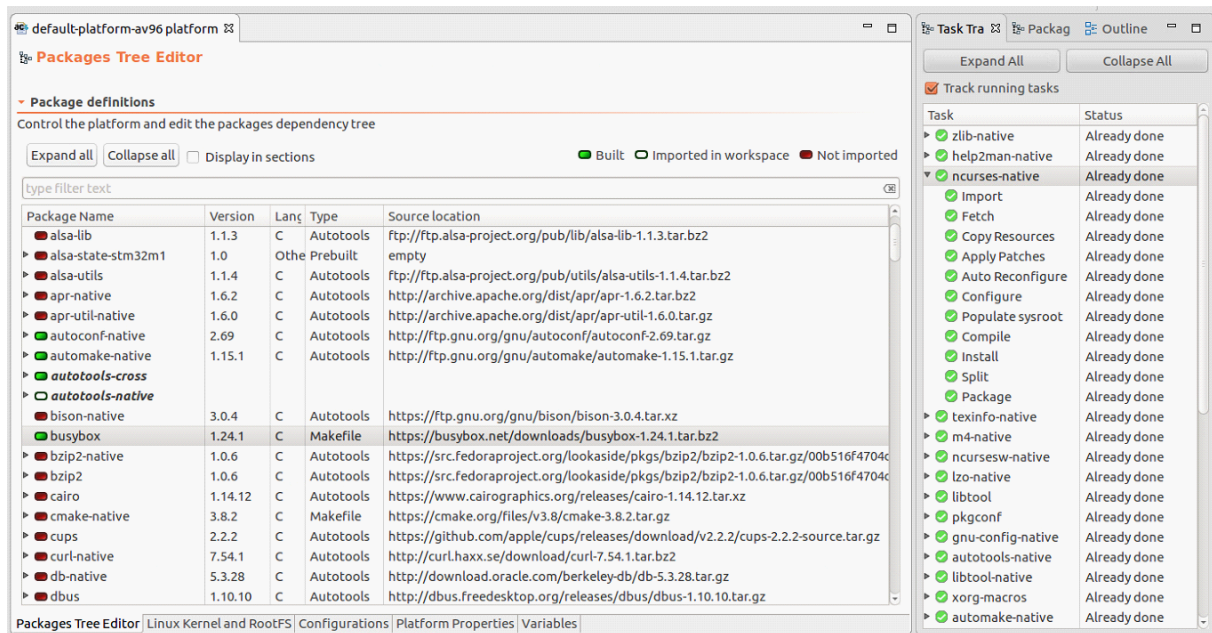 default-platform-av96 platform
Packages Tree Editor
Package definitions
Control the platform and edit the packages dependency tree
Expand all Collapse all Display in sections Built Imported in workspace Not imported
type filter text
Package Name Version Lang Type Source location
alsa-lib 1.1.3 C Autotools ftp://ftp.alsa-project.org/pub/lib/alsa-lib-1.1.3.tar.bz2
alsa-state-stm32m1 1.0 Othe Prebuilt empty
alsa-utils 1.1.4 C Autotools ftp://ftp.alsa-project.org/pub/utils/alsa-utils-1.1.4.tar.bz2
apr-native 1.6.2 C Autotools http://archive.apache.org/dist/apr/apr-1.6.2.tar.bz2
apr-util-native 1.6.0 C Autotools http://archive.apache.org/dist/apr/apr-util-1.6.0.tar.gz
autoconf-native 2.69 C Autotools http://ftp.gnu.org/gnu/autoconf/autoconf-2.69.tar.gz
automake-native 1.15.1 C Autotools http://ftp.gnu.org/gnu/automake/automake-1.15.1.tar.gz
autotools-cross
autotools-native
bison-native 3.0.4 C Autotools https://ftp.gnu.org/gnu/bison/bison-3.0.4.tar.xz
busybox 1.24.1 C Makefile https://busybox.net/downloads/busybox-1.24.1.tar.bz2
bzip2-native 1.0.6 C Autotools https://src.fedoraproject.org/lookaside/pkgs/bzip2/bzip2-1.0.6.tar.gz/00b516f4704c
bzip2 1.0.6 C Autotools https://src.fedoraproject.org/lookaside/pkgs/bzip2/bzip2-1.0.6.tar.gz/00b516f4704c
cairo 1.14.12 C Autotools https://www.cairographics.org/releases/cairo-1.14.12.tar.xz
cmake-native 3.8.2 C Makefile https://cmake.org/files/v3.8/cmake-3.8.2.tar.gz
cups 2.2.2 C Autotools https://github.com/apple/cups/releases/download/v2.2.2/cups-2.2.2-source.tar.gz
curl-native 7.54.1 C Autotools http://curl.haxx.se/download/curl-7.54.1.tar.bz2
db-native 5.3.28 C Autotools http://download.oracle.com/berkeley-db/db-5.3.28.tar.gz
dbus 1.10.10 C Autotools http://dbus.freedesktop.org/releases/dbus/dbus-1.10.10.tar.gz
Packages Tree Editor Linux Kernel and RootFS Configurations Platform Properties Variables
Task Tra Packag Outline
Expand All Collapse All
Track running tasks
Task Status
zlib-native Already done
help2man-native Already done
ncurses-native Already done
Import Already done
Fetch Already done
Copy Resources Already done
Apply Patches Already done
Auto Reconfigure Already done
Configure Already done
Populate sysroot Already done
Compile Already done
Install Already done
Split Already done
Package Already done
texinfo-native Already done
m4-native Already done
ncursesw-native Already done
lzo-native Already done
libtool Already done
pkgconf Already done
gnu-config-native Already done
autotools-native Already done
libtool-native Already done
xorg-macros Already done
automake-native Already done